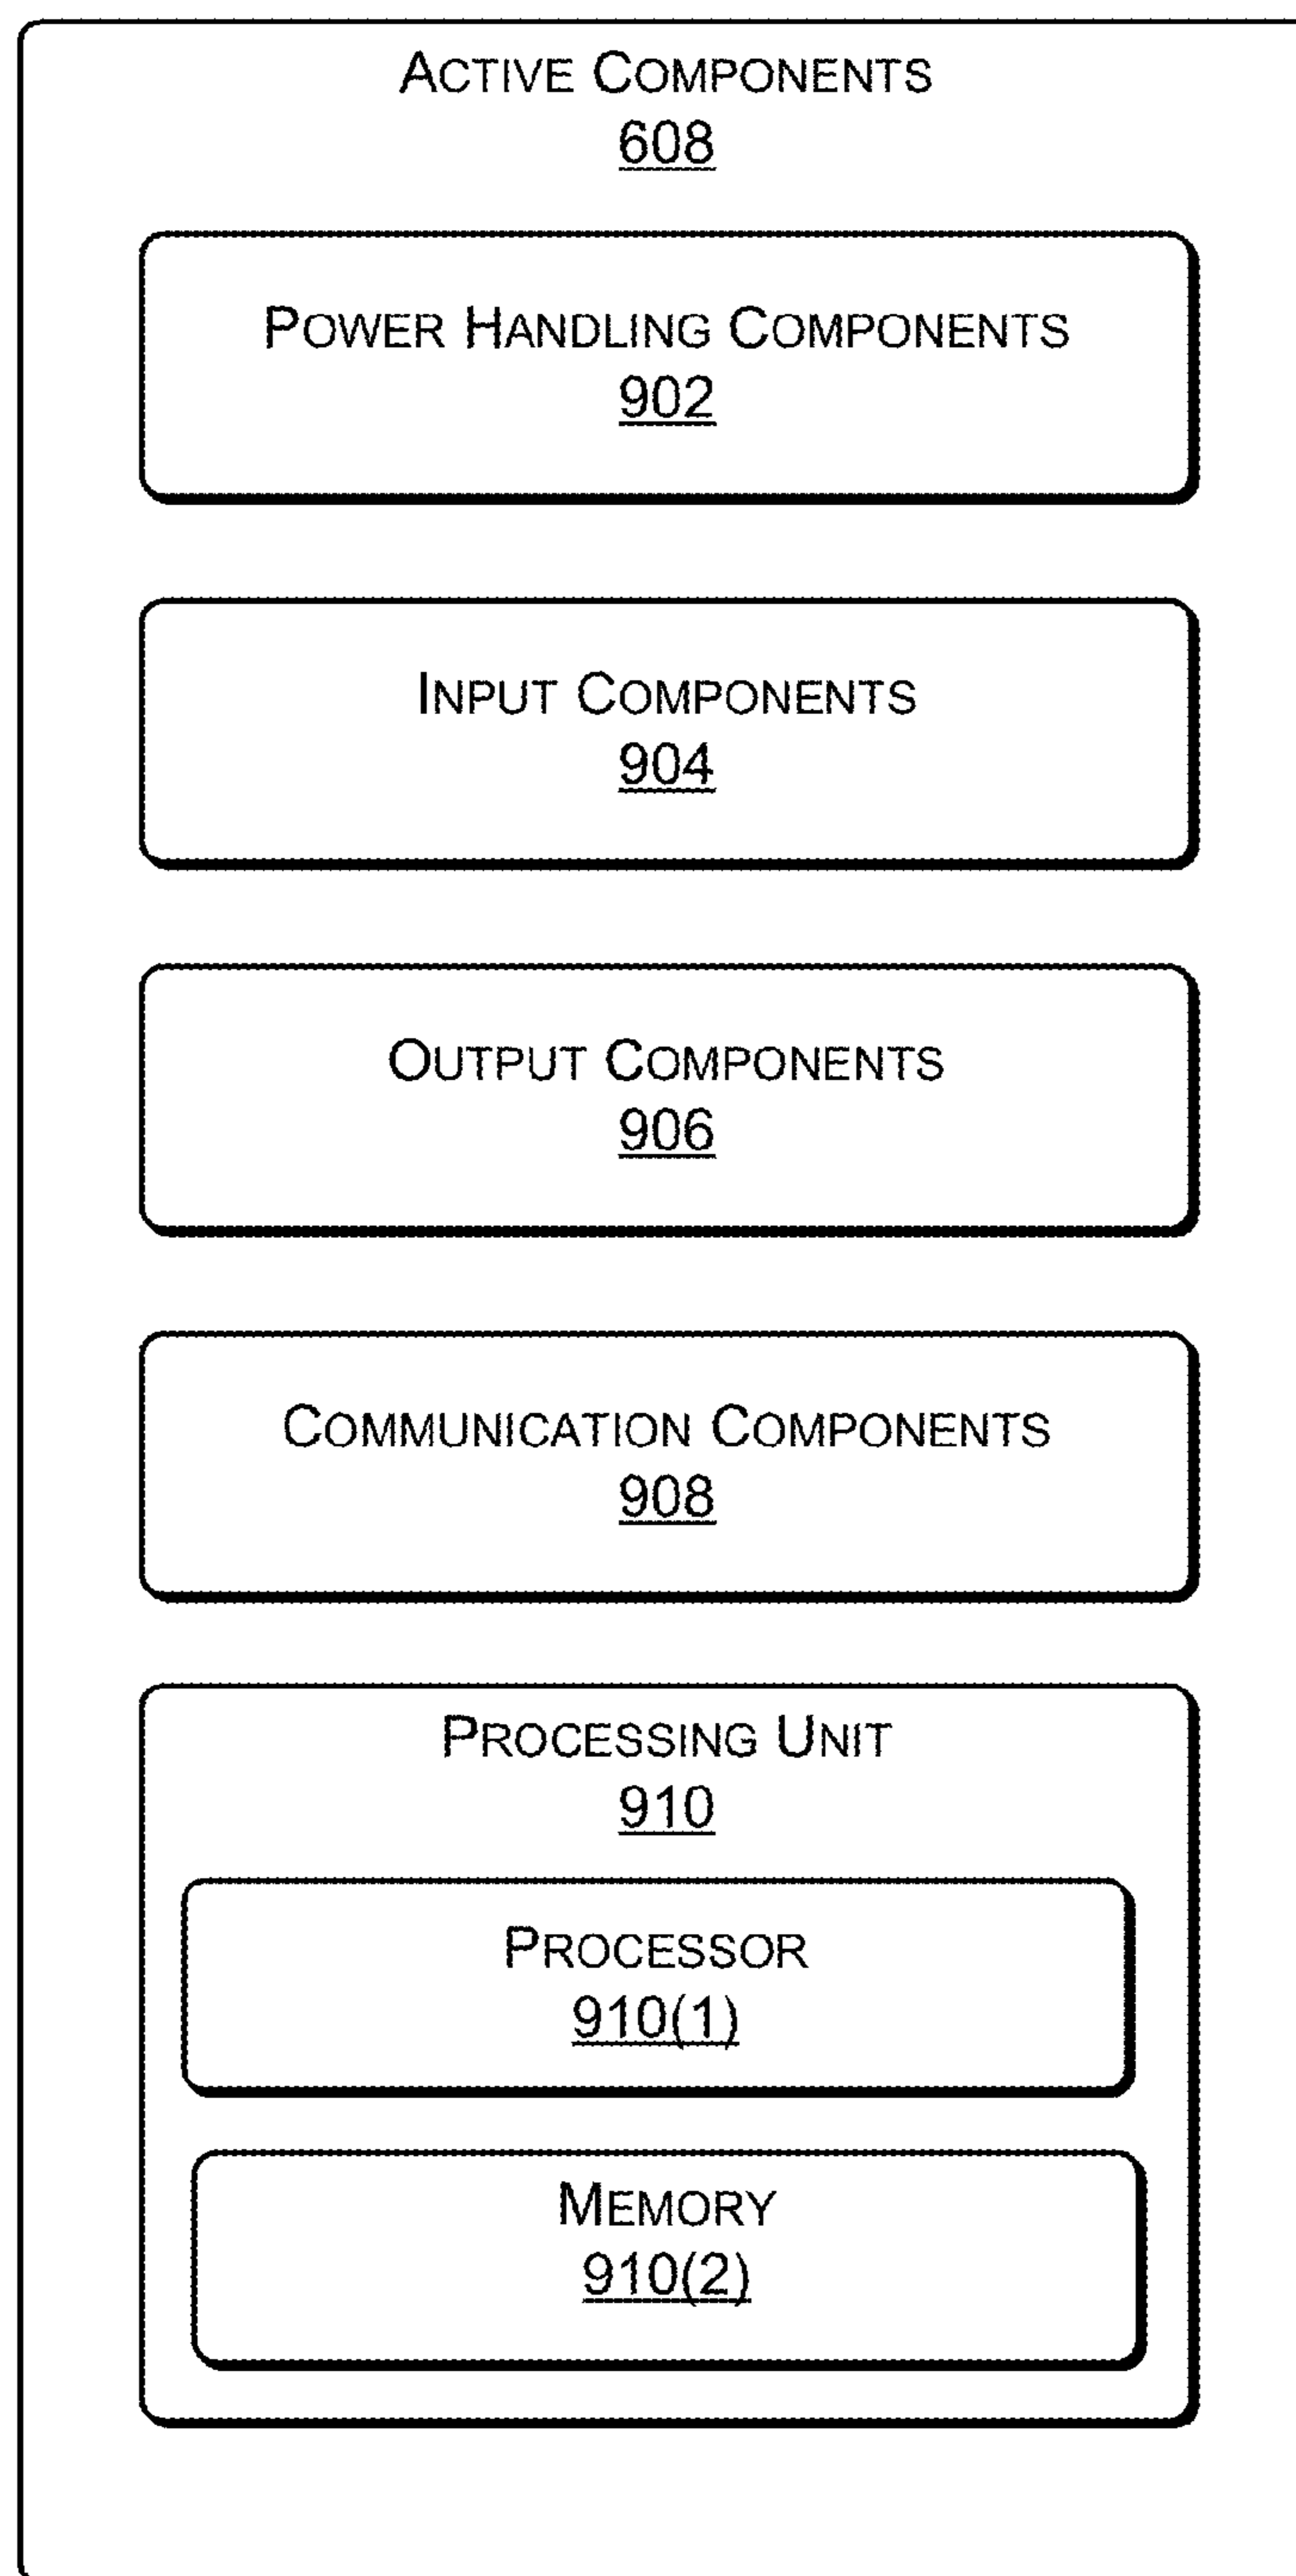 ACTIVE COMPONENTS
608
POWER HANDLING COMPONENTS
902
INPUT COMPONENTS
904
OUTPUT COMPONENTS
906
COMMUNICATION COMPONENTS
908
PROCESSING UNIT
910
PROCESSOR
910(1)
MEMORY
910(2)